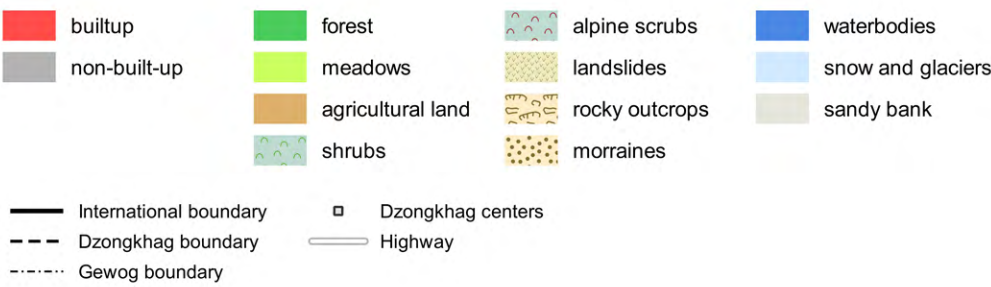 builtup forest alpine scrubs waterbodies
non-built-up meadows landslides snow and glaciers
agricultural land rocky outcrops sandy bank
shrubs morraines
International boundary Dzongkhag centers
Dzongkhag boundary Highway
Gewog boundary